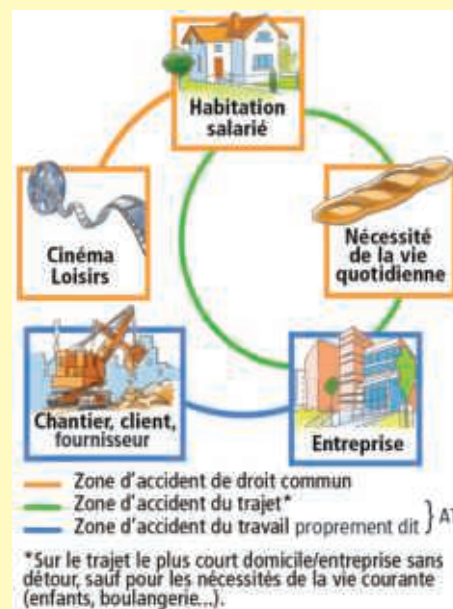 Habitation
salarié
Cinéma
Loisirs
Nécessité
de la vie
quotidienne
Chantier, client,
fournisseur
Entreprise
Zone d'accident de droit commun
Zone d'accident du trajet*
Zone d'accident du travail proprement dit } AT
*Sur le trajet le plus court domicile/entreprise sans
détour, sauf pour les nécessités de la vie courante
(enfants, boulangerie...).